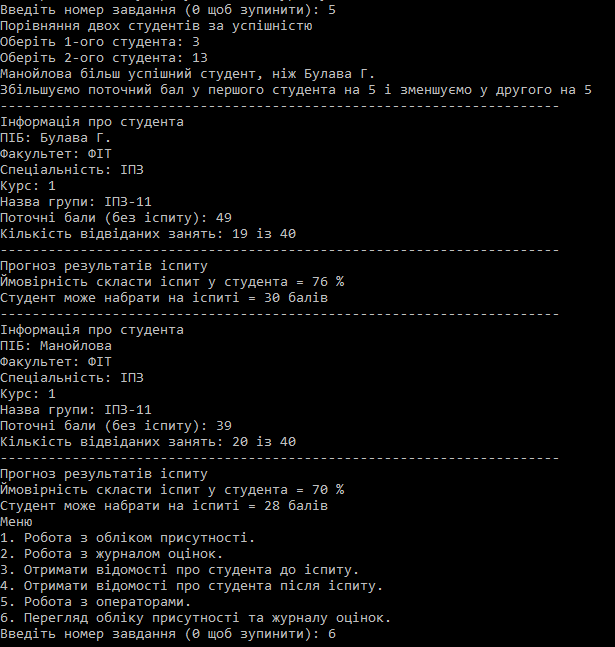 Введіть номер завдання (0 щоб зупинити): 5
Порівняння двох студентів за успішністю
Оберіть 1-ого студента: 3
Оберіть 2-ого студента: 13
Манойлова більш успішний студент, ніж Булава Г.
Збільшуємо поточний бал у першого студента на 5 і зменшуємо у другого на 5
----------------------------------------------------------------------
Інформація про студента
ПІБ: Булава Г.
Факультет: ФІТ
Спеціальність: ІПЗ
Курс: 1
Назва групи: ІПЗ-11
Поточні бали (без іспиту): 49
Кількість відвіданих занять: 19 із 40
----------------------------------------------------------------------
Прогноз результатів іспиту
Ймовірність скласти іспит у студента = 76 %
Студент може набрати на іспиті = 30 балів
----------------------------------------------------------------------
Інформація про студента
ПІБ: Манойлова
Факультет: ФІТ
Спеціальність: ІПЗ
Курс: 1
Назва групи: ІПЗ-11
Поточні бали (без іспиту): 39
Кількість відвіданих занять: 20 із 40
----------------------------------------------------------------------
Прогноз результатів іспиту
Ймовірність скласти іспит у студента = 70 %
Студент може набрати на іспиті = 28 балів
Меню
1. Робота з обліком присутності.
2. Робота з журналом оцінок.
3. Отримати відомості про студента до іспиту.
4. Отримати відомості про студента після іспиту.
5. Робота з операторами.
6. Перегляд обліку присутності та журналу оцінок.
Введіть номер завдання (0 щоб зупинити): 6